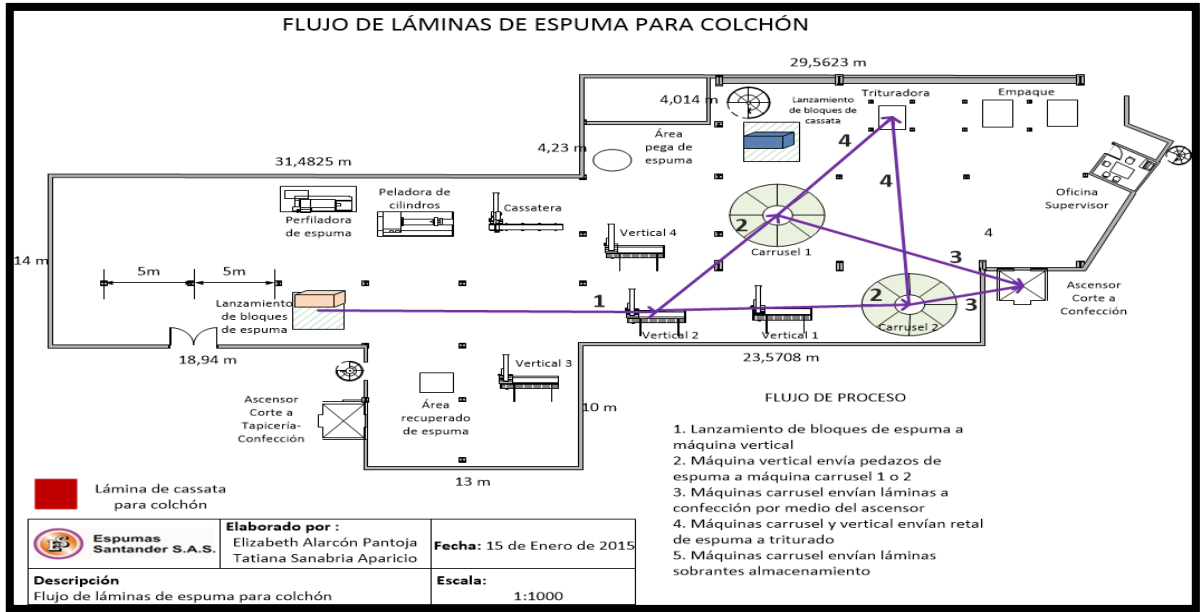 FLUJO DE LÁMINAS DE ESPUMA PARA COLCHÓN
29,5623 m
4,014 m
Lanzamiento
de bloques de
cassata
Trituradora
Empaque
4,23 m
Área
pega de
espuma
4
31,4825 m
4
Oficina
Supervisor
Perfiladora
de espuma
Peladora de
cilindros
Cassatera
Vertical 4
2
Carrusel 1
4
3
14 m
5m
5m
Lanzamiento
de bloques
de espuma
1
Vertical 2
Vertical 1
2
Carrusel 2
3
Ascensor
Corte a
Confección
18,94 m
23,5708 m
Vertical 3
Ascensor
Corte a
Tapicería-
Confección
Área
recuperado
de espuma
10 m
13 m
FLUJO DE PROCESO
1. Lanzamiento de bloques de espuma a
máquina vertical
2. Máquina vertical envía pedazos de
espuma a máquina carrusel 1 o 2
3. Máquinas carrusel envían láminas a
confección por medio del ascensor
4. Máquinas carrusel y vertical envían retal
de espuma a triturado
5. Máquinas carrusel envían láminas
sobrantes almacenamiento
Lámina de cassata
para colchón
ES
Espumas
Santander S.A.S.
Elaborado por :
Elizabeth Alarcón Pantoja
Tatiana Sanabria Aparicio
Fecha: 15 de Enero de 2015
Descripción
Flujo de láminas de espuma para colchón
Escala:
1:1000